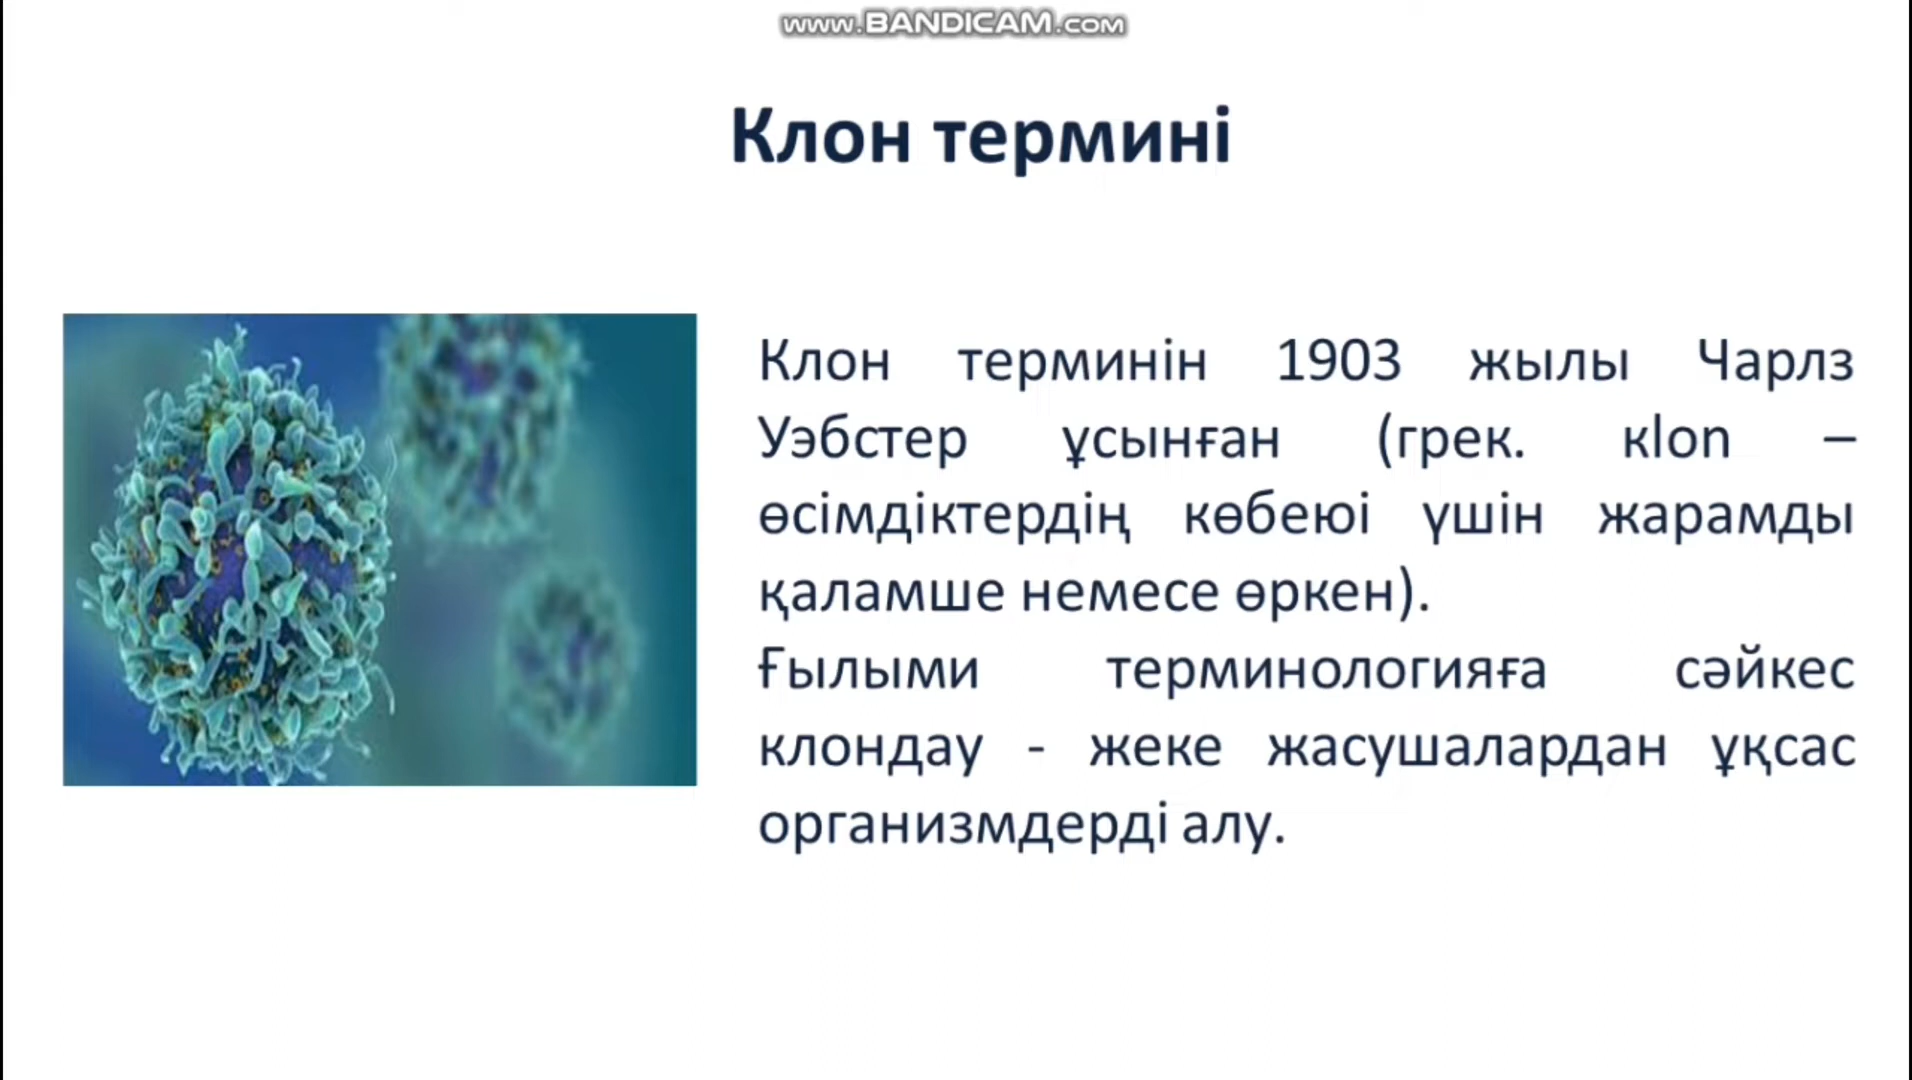 www.BANDICAM.com
Клон термині
Клон терминін 1903 жылы Чарлз
Уэбстер ұсынған (грек. кlon –
өсімдіктердің көбеюі үшін жарамды
қаламше немесе өркен).
Ғылыми терминологияға сәйкес
клондау - жеке жасушалардан ұқсас
организмдерді алу.